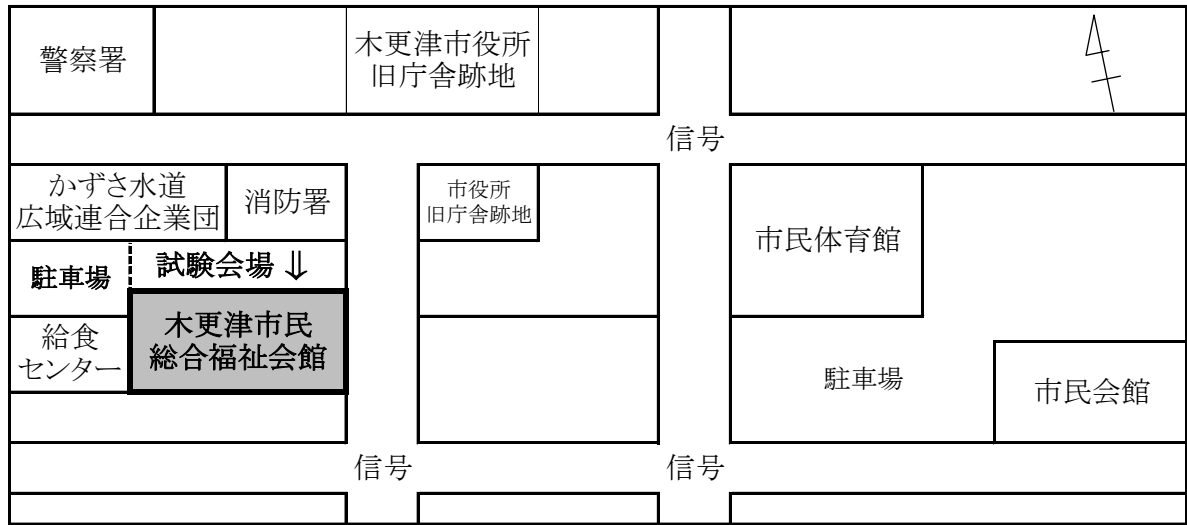 警察署
木更津市役所
旧庁舎跡地
信号
かずさ水道
広域連合企業団
消防署
市役所
旧庁舎跡地
市民体育館
駐車場
試験会場 ⇓
木更津市民
総合福祉会館
給食
センター
駐車場
市民会館
信号
信号